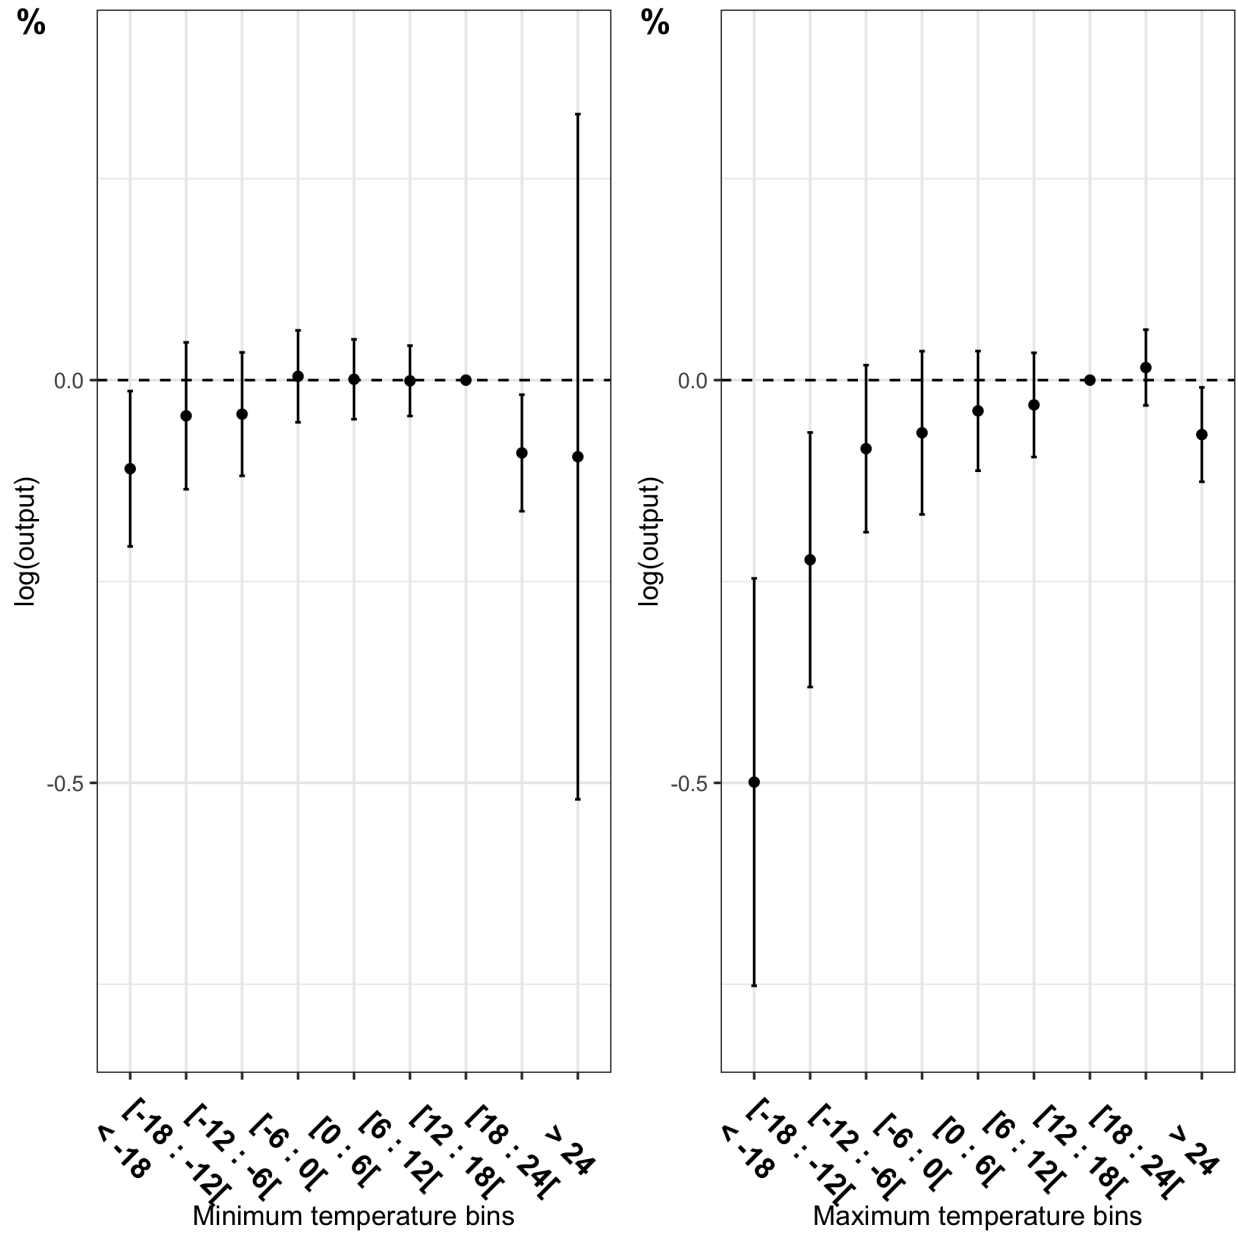 %
0.0
-0.5
log(output)
< -18
[-18 : -12[
[-12 : -6[
[-6 : 0[
[0 : 6[
[6 : 12[
[12 : 18[
[18 : 24[
> 24
Minimum temperature bins
%
0.0
-0.5
log(output)
< -18
[-18 : -12[
[-12 : -6[
[-6 : 0[
[0 : 6[
[6 : 12[
[12 : 18[
[18 : 24[
> 24
Maximum temperature bins